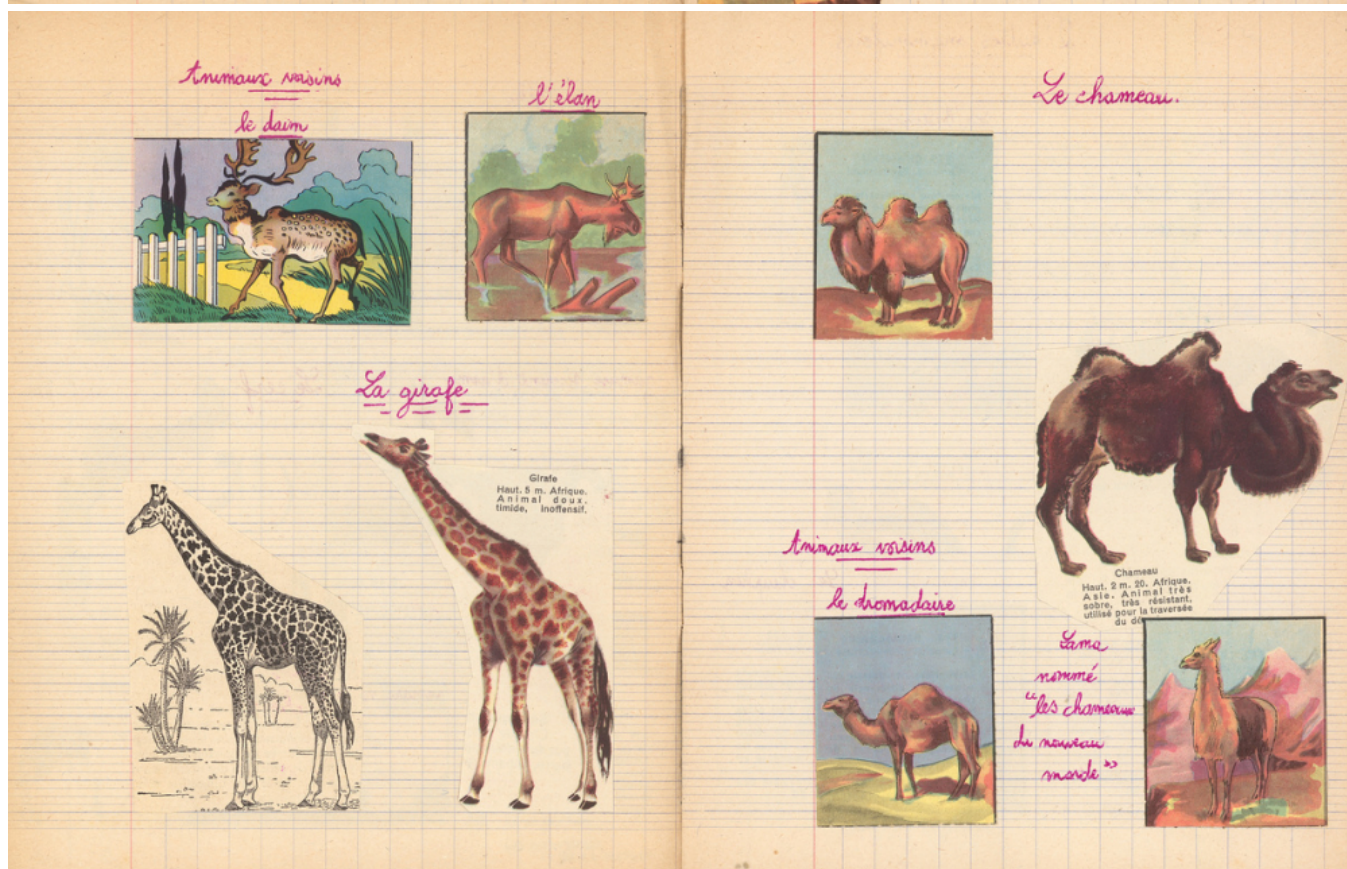 Animaux voisins
le daim
l'élan
La girafe
Girafe
Haut. 5 m. Afrique.
Animal doux,
timide, inoffensif.
Le chameau.
Chameau
Haut. 2 m. 20. Afrique.
Asie. Animal très
sobre, très résistant,
utilisé pour la traversée
du dé
Animaux voisins
le dromadaire
Lama
nommé
"les chameaux
du nouveau
monde"